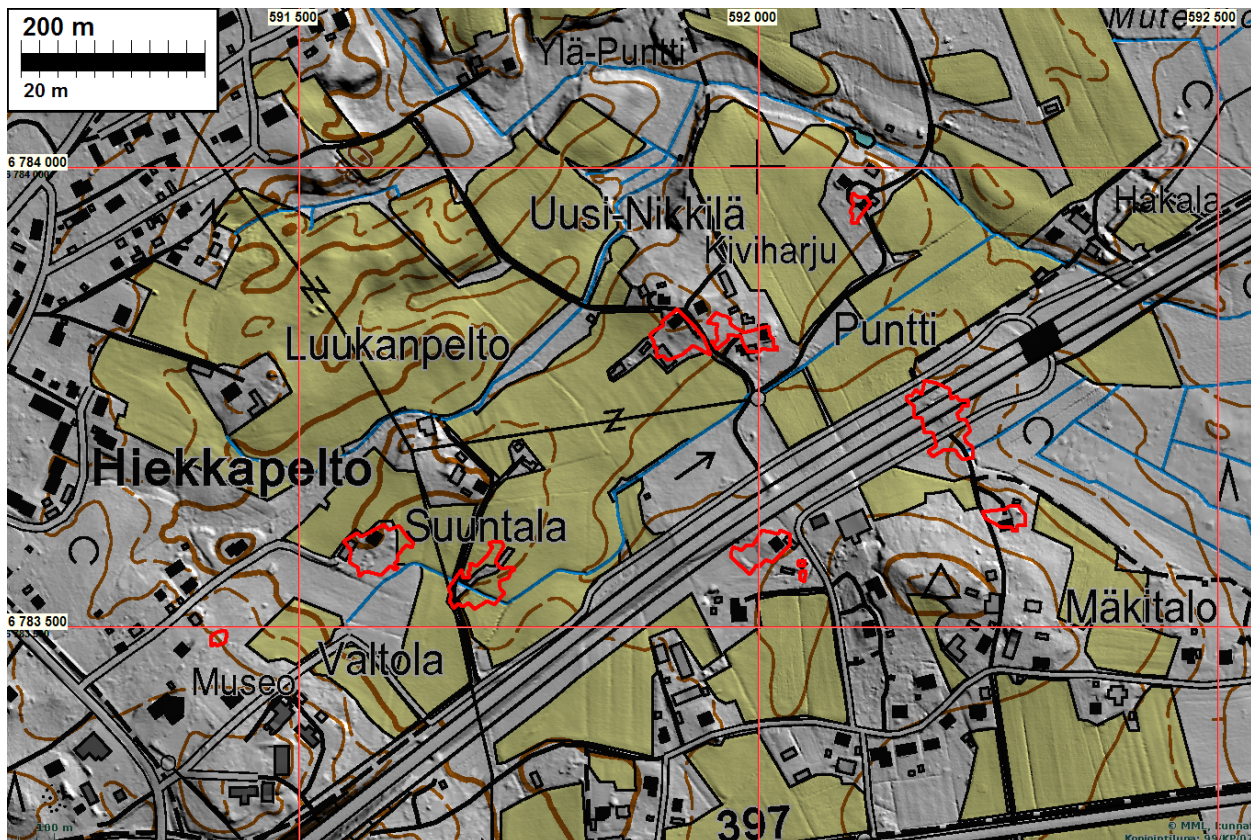 200 m
20 m
591 500
592 000
592 500
Ylä-Puntti
6 784 000
6 784 000
Uusi-Nikkilä
Hakala
Kiviharju
Puntti
Luukanpelto
Hiekkapelto
Suuntala
Mäkitalo
6 783 500
Valtola
Museo
397
100 m
© MML,